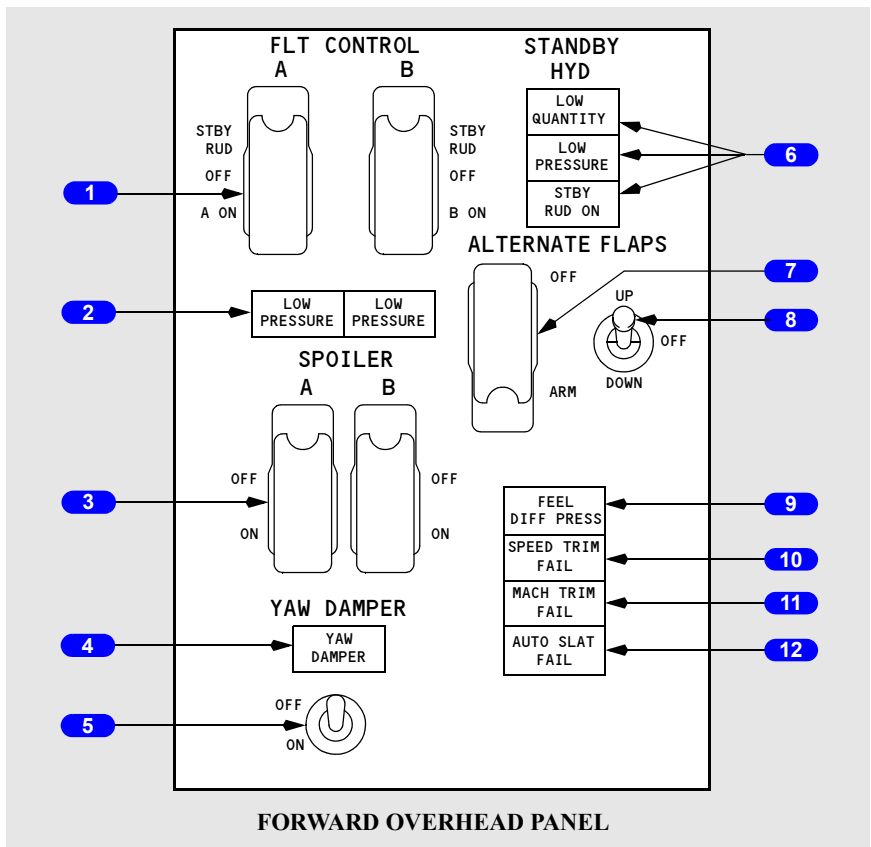 FLT CONTROL
A
B
STBY
RUD
OFF
A ON
STBY
RUD
OFF
B ON
STANDBY
HYD
LOW
QUANTITY
LOW
PRESSURE
STBY
RUD ON
6
1
2
LOW
PRESSURE
LOW
PRESSURE
ALTERNATE FLAPS
OFF
ARM
UP
OFF
DOWN
7
8
SPOILER
A
B
OFF
ON
OFF
ON
3
FEEL
DIFF PRESS
SPEED TRIM
FAIL
MACH TRIM
FAIL
AUTO SLAT
FAIL
9
10
11
12
YAW DAMPER
YAW
DAMPER
4
OFF
ON
5
FORWARD OVERHEAD PANEL